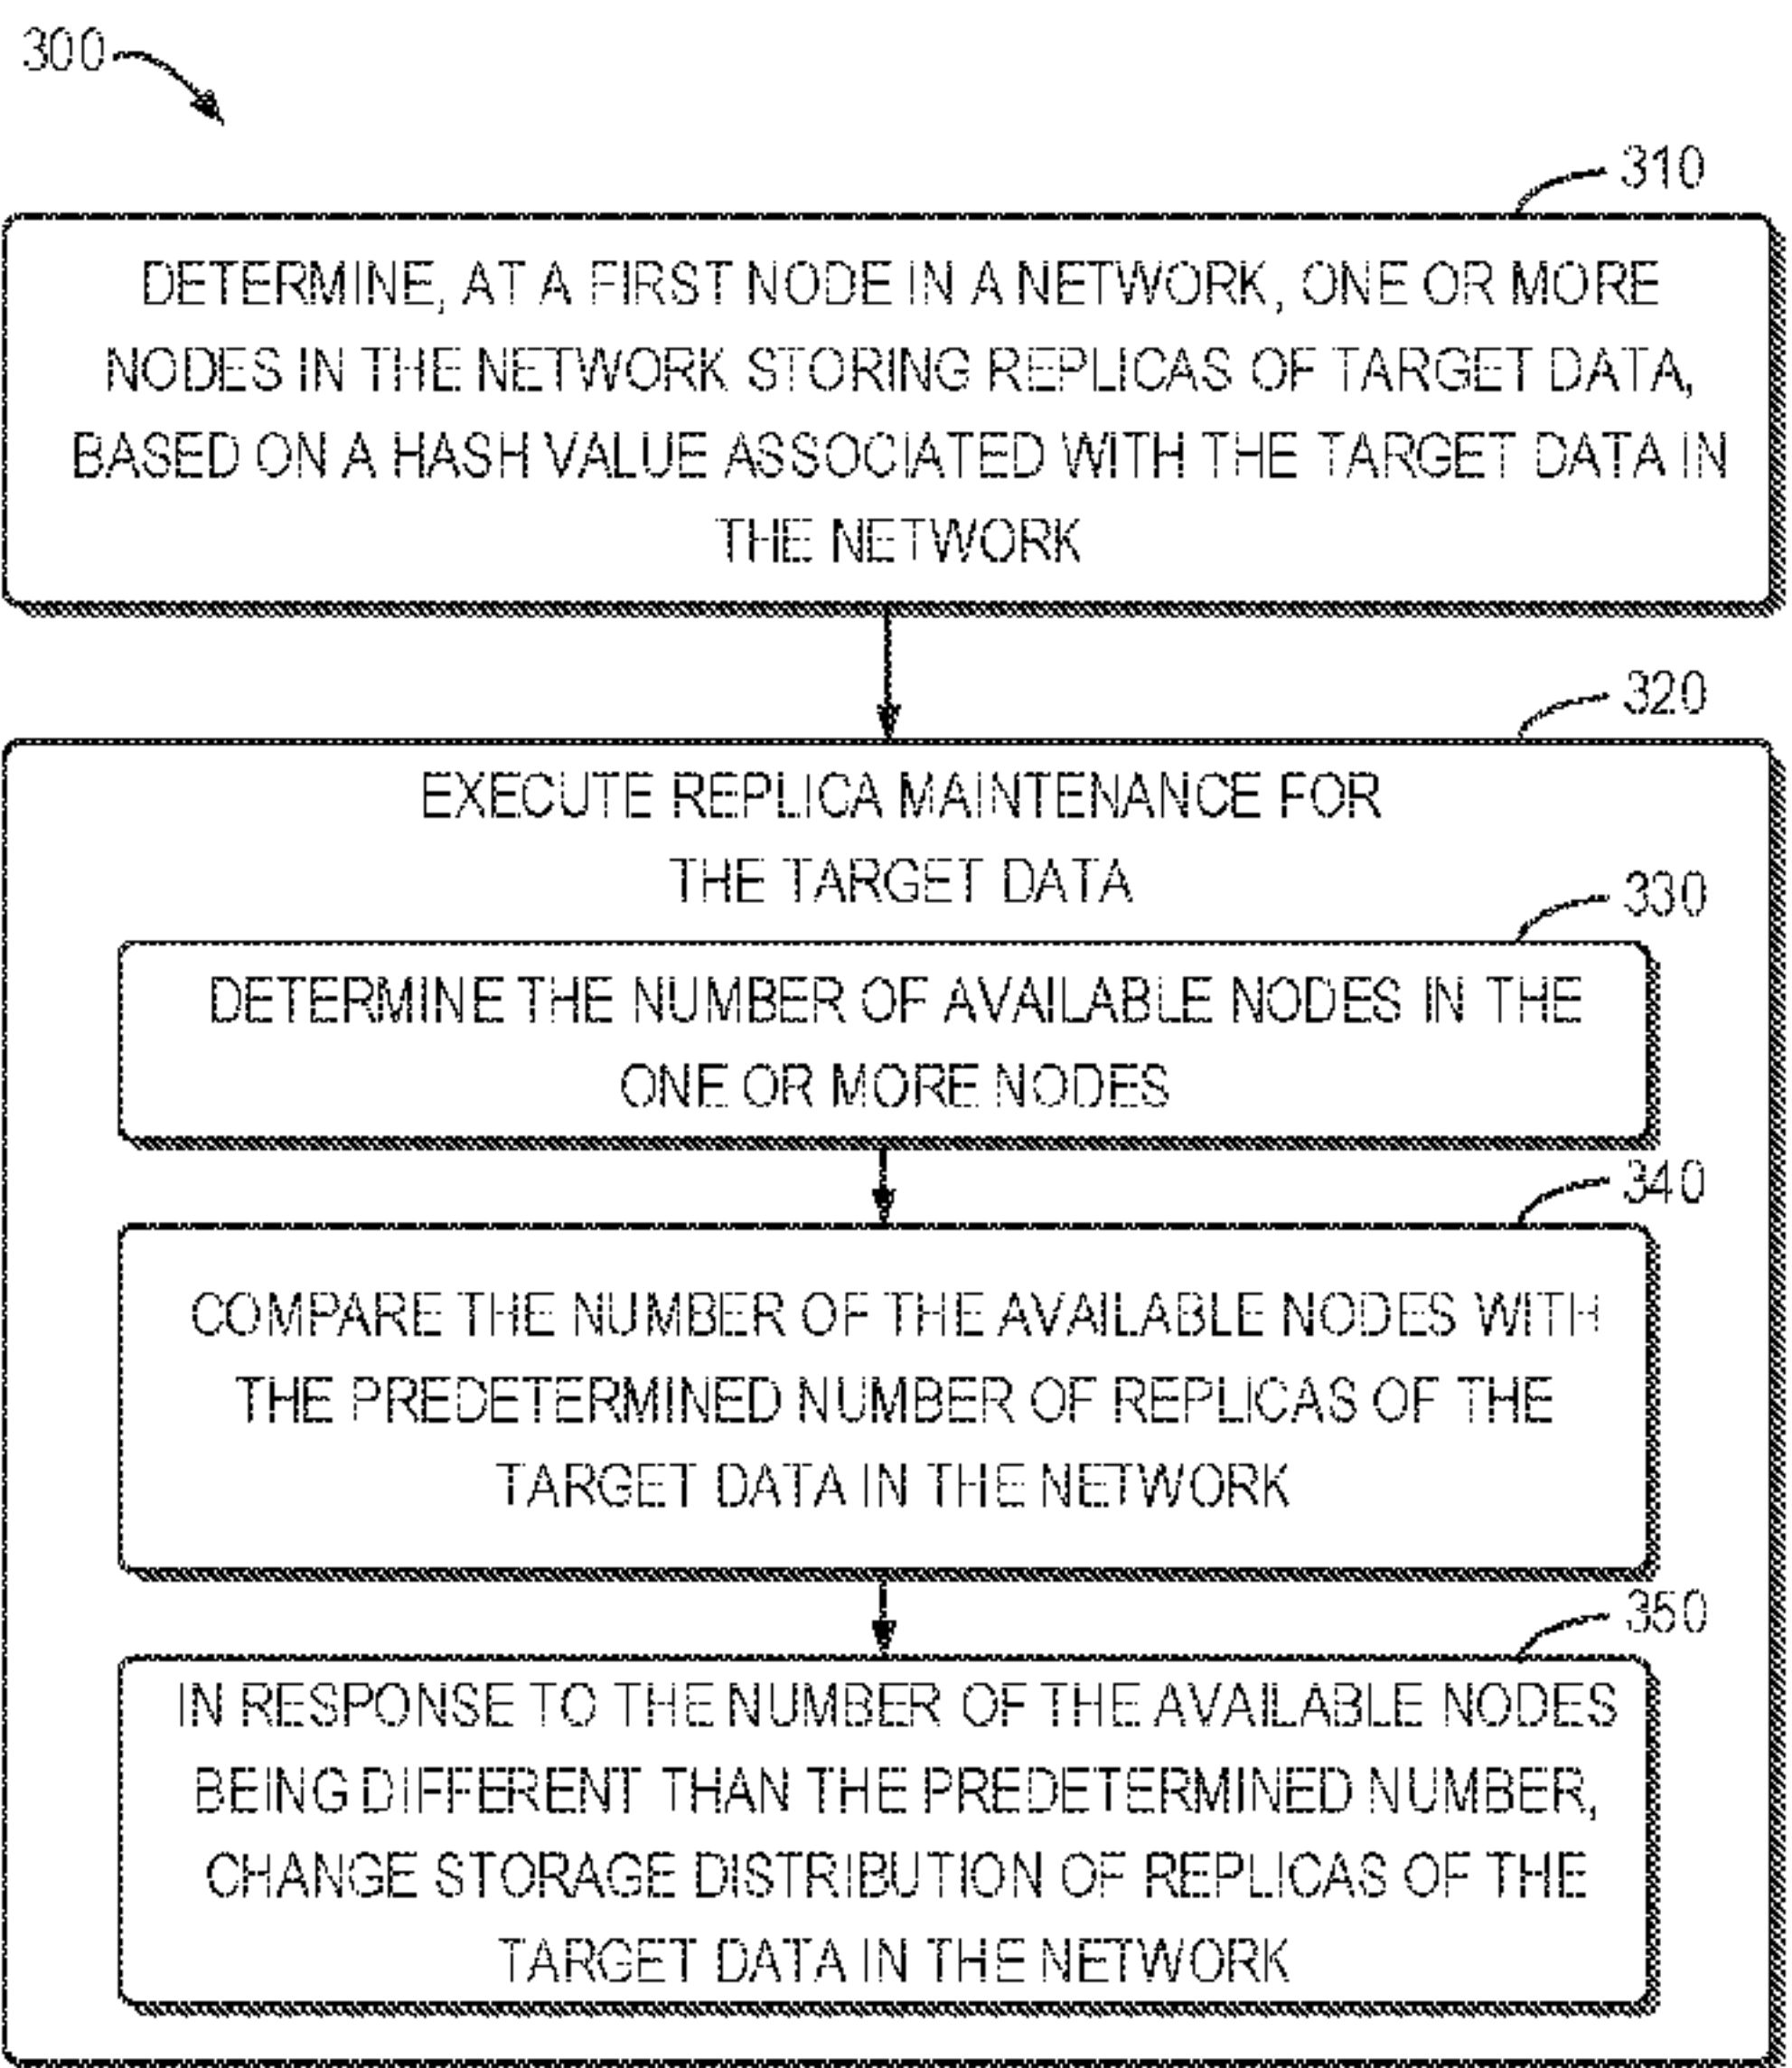 300
310
DETERMINE, AT A FIRST NODE IN A NETWORK, ONE OR MORE
NODES IN THE NETWORK STORING REPLICAS OF TARGET DATA,
BASED ON A HASH VALUE ASSOCIATED WITH THE TARGET DATA IN
THE NETWORK
320
EXECUTE REPLICA MAINTENANCE FOR
THE TARGET DATA
330
DETERMINE THE NUMBER OF AVAILABLE NODES IN THE
ONE OR MORE NODES
340
COMPARE THE NUMBER OF THE AVAILABLE NODES WITH
THE PREDETERMINED NUMBER OF REPLICAS OF THE
TARGET DATA IN THE NETWORK
350
IN RESPONSE TO THE NUMBER OF THE AVAILABLE NODES
BEING DIFFERENT THAN THE PREDETERMINED NUMBER,
CHANGE STORAGE DISTRIBUTION OF REPLICAS OF THE
TARGET DATA IN THE NETWORK